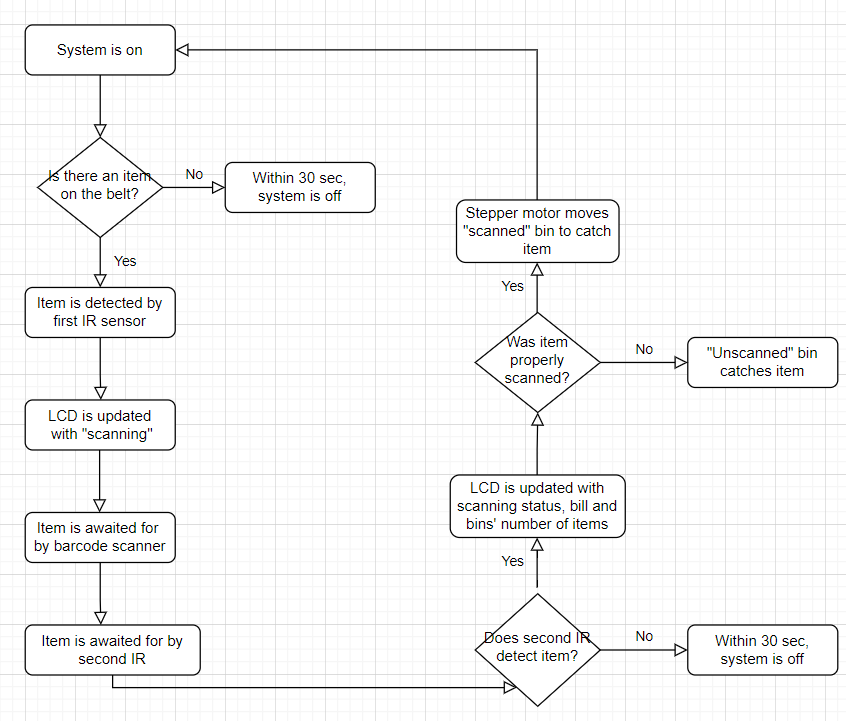 System is on
Is there an item
on the belt?
No
Within 30 sec,
system is off
Yes
Item is detected by
first IR sensor
LCD is updated
with "scanning"
Item is awaited for
by barcode scanner
Item is awaited for by
second IR
Does second IR
detect item?
No
Within 30 sec,
system is off
Yes
LCD is updated with
scanning status, bill and
bins' number of items
Was item
properly
scanned?
No
"Unscanned" bin
catches item
Yes
Stepper motor moves
"scanned" bin to catch
item